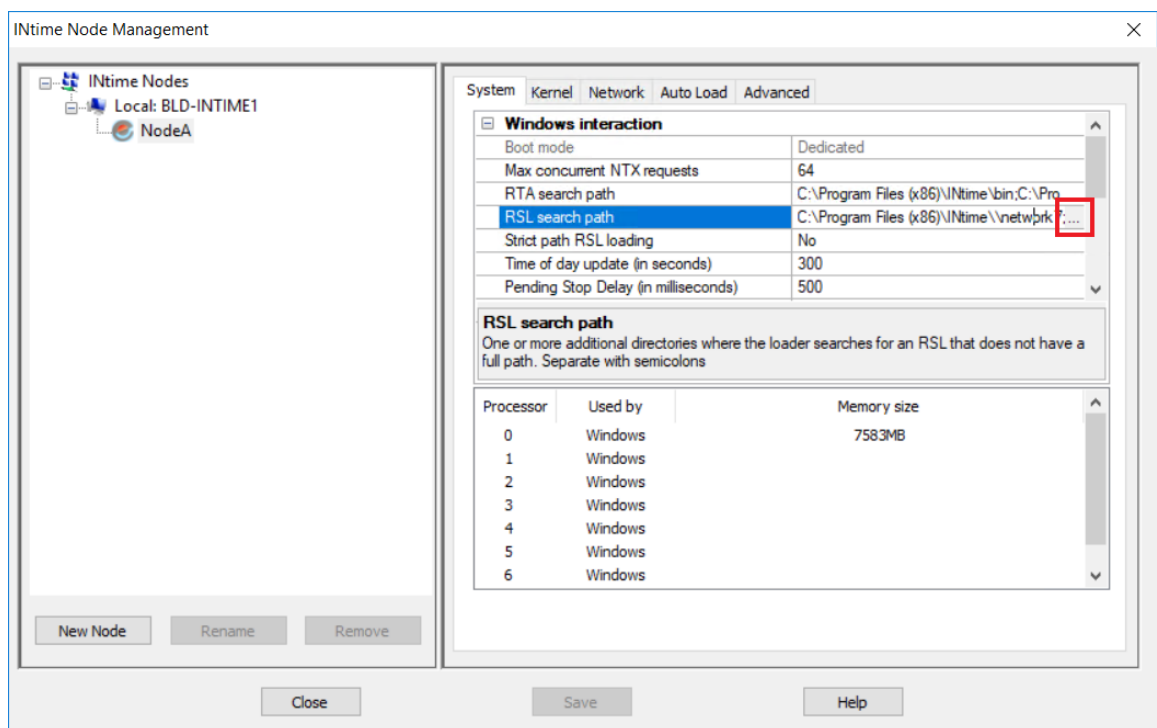 INtime Node Management
INtime Nodes
Local: BLD-INTIME1
NodeA
New Node Rename Remove
System Kernel Network Auto Load Advanced
Windows interaction
Boot mode Dedicated
Max concurrent NTX requests 64
RTA search path C:\Program Files (x86)\INtime\bin;C:\Pro
RSL search path C:\Program Files (x86)\INtime\\network7;...
Strict path RSL loading No
Time of day update (in seconds) 300
Pending Stop Delay (in milliseconds) 500
RSL search path
One or more additional directories where the loader searches for an RSL that does not have a
full path. Separate with semicolons
Processor Used by Memory size
0 Windows 7583MB
1 Windows
2 Windows
3 Windows
4 Windows
5 Windows
6 Windows
Close Save Help